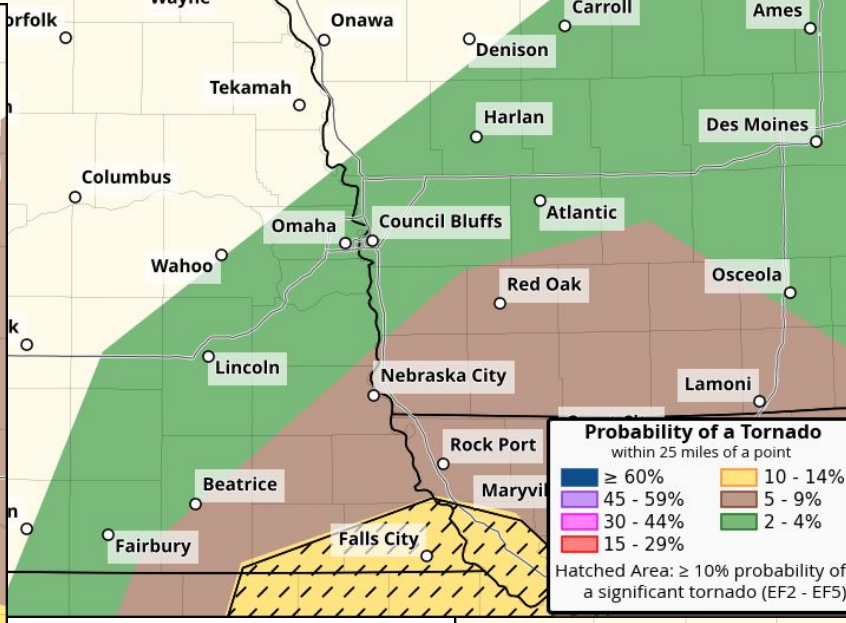 Wayne
Carroll
Ames
orfolk
Onawa
Denison
Tekamah
n
Harlan
Des Moines
Columbus
Atlantic
Omaha
Council Bluffs
Wahoo
Osceola
Red Oak
k
Lincoln
Nebraska City
Lamoni
Rock Port
Beatrice
Maryvil
n
Falls City
Fairbury
Probability of a Tornado
within 25 miles of a point
≥ 60%
10 - 14%
45 - 59%
5 - 9%
30 - 44%
2 - 4%
15 - 29%
Hatched Area: ≥ 10% probability of
a significant tornado (EF2 - EF5)